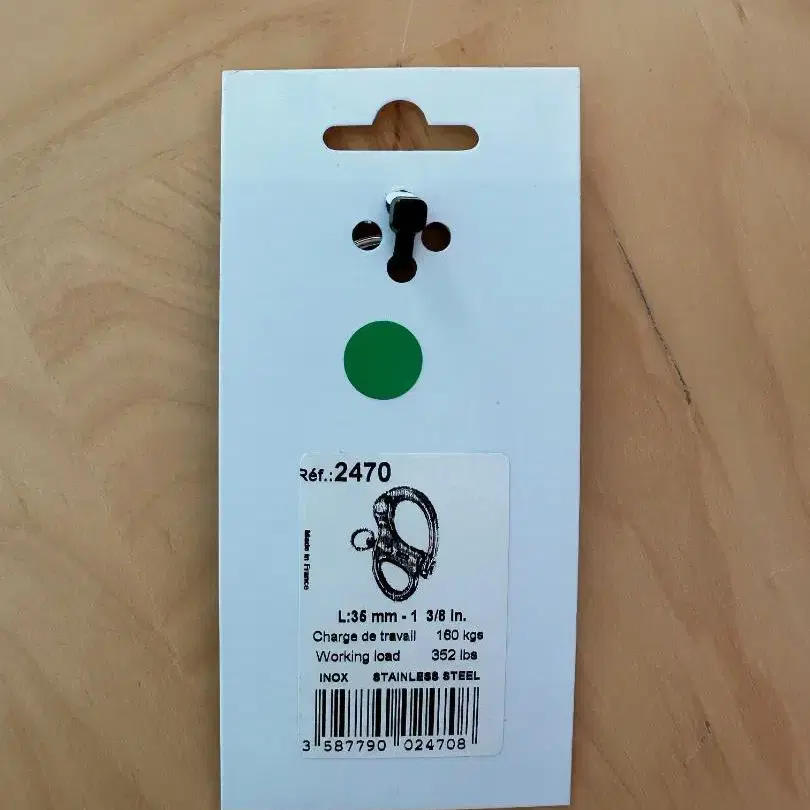 Réf.:2470
Made in France
L:35 mm - 1 3/8 in.
Charge de travail 160 kgs
Working load 352 lbs
INOX STAINLESS STEEL
3 587790 024708